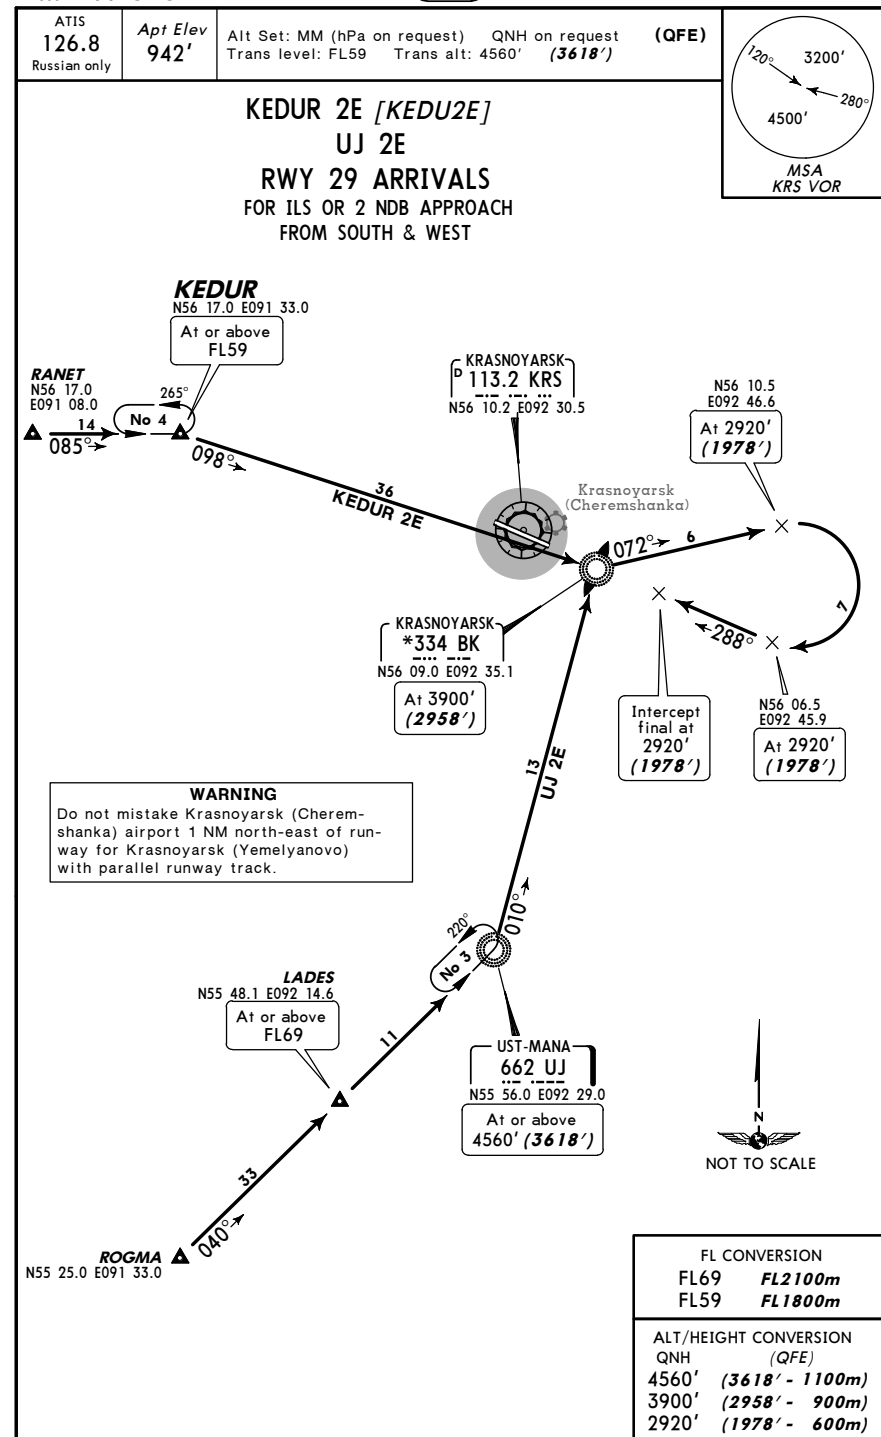 ATIS
126.8
Russian only
Apt Elev
942'
Alt Set: MM (hPa on request) QNH on request (QFE)
Trans level: FL59 Trans alt: 4560' (3618')
120°
3200'
280°
4500'
MSA
KRS VOR
KEDUR 2E [KEDU2E]
UJ 2E
RWY 29 ARRIVALS
FOR ILS OR 2 NDB APPROACH
FROM SOUTH & WEST
KEDUR
N56 17.0 E091 33.0
At or above
FL59
RANET
N56 17.0
E091 08.0
265°
14
No 4
085°
098°
36
KEDUR 2E
KRASNOYARSK
D 113.2 KRS
N56 10.2 E092 30.5
N56 10.5
E092 46.6
At 2920'
(1978')
Krasnoyarsk
(Cheremshanka)
072°
6
7
288°
KRASNOYARSK
*334 BK
N56 09.0 E092 35.1
At 3900'
(2958')
Intercept
final at
2920'
(1978')
N56 06.5
E092 45.9
At 2920'
(1978')
13
UJ 2E
WARNING
Do not mistake Krasnoyarsk (Cherem-
shanka) airport 1 NM north-east of run-
way for Krasnoyarsk (Yemelyanovo)
with parallel runway track.
010°
220°
No 3
LADES
N55 48.1 E092 14.6
At or above
FL69
11
UST-MANA
662 UJ
N55 56.0 E092 29.0
At or above
4560' (3618')
N
NOT TO SCALE
33
040°
ROGMA
N55 25.0 E091 33.0
FL CONVERSION
FL69 FL2100m
FL59 FL1800m
ALT/HEIGHT CONVERSION
QNH (QFE)
4560' (3618' - 1100m)
3900' (2958' - 900m)
2920' (1978' - 600m)